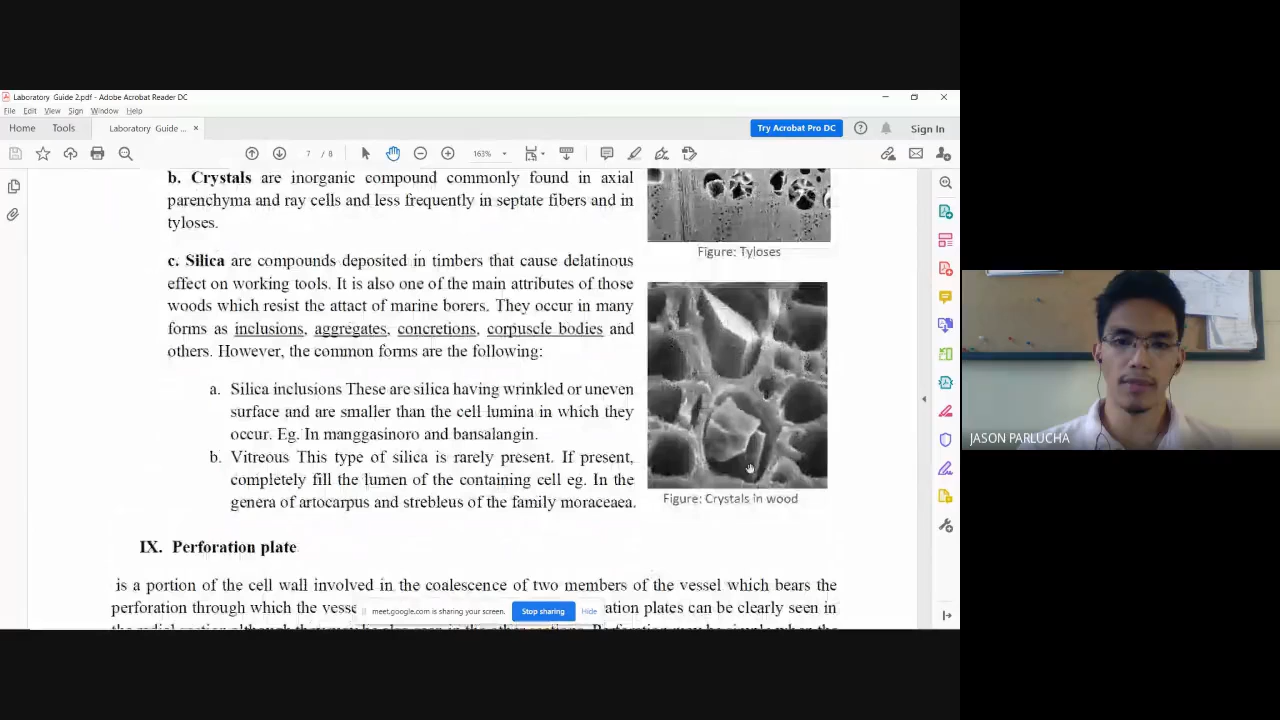 Laboratory Guide 2.pdf - Adobe Acrobat Reader DC
File Edit View Sign Window Help
Home Tools Laboratory Guide ... × Try Acrobat Pro DC Sign In
7 / 8 163%
b. Crystals are inorganic compound commonly found in axial
parenchyma and ray cells and less frequently in septate fibers and in
tyloses.
Figure: Tyloses
c. Silica are compounds deposited in timbers that cause delatinous
effect on working tools. It is also one of the main attributes of those
woods which resist the attact of marine borers. They occur in many
forms as inclusions, aggregates, concretions, corpuscle bodies and
others. However, the common forms are the following:
a. Silica inclusions These are silica having wrinkled or uneven
surface and are smaller than the cell lumina in which they
occur. Eg. In manggasinoro and bansalangin.
b. Vitreous This type of silica is rarely present. If present,
completely fill the lumen of the containing cell eg. In the
genera of artocarpus and strebleus of the family moraceaea.
Figure: Crystals in wood
IX. Perforation plate
is a portion of the cell wall involved in the coalescence of two members of the vessel which bears the
perforation through which the vesse
ation plates can be clearly seen in
meet.google.com is sharing your screen. Stop sharing Hide
JASON PARLUCHA